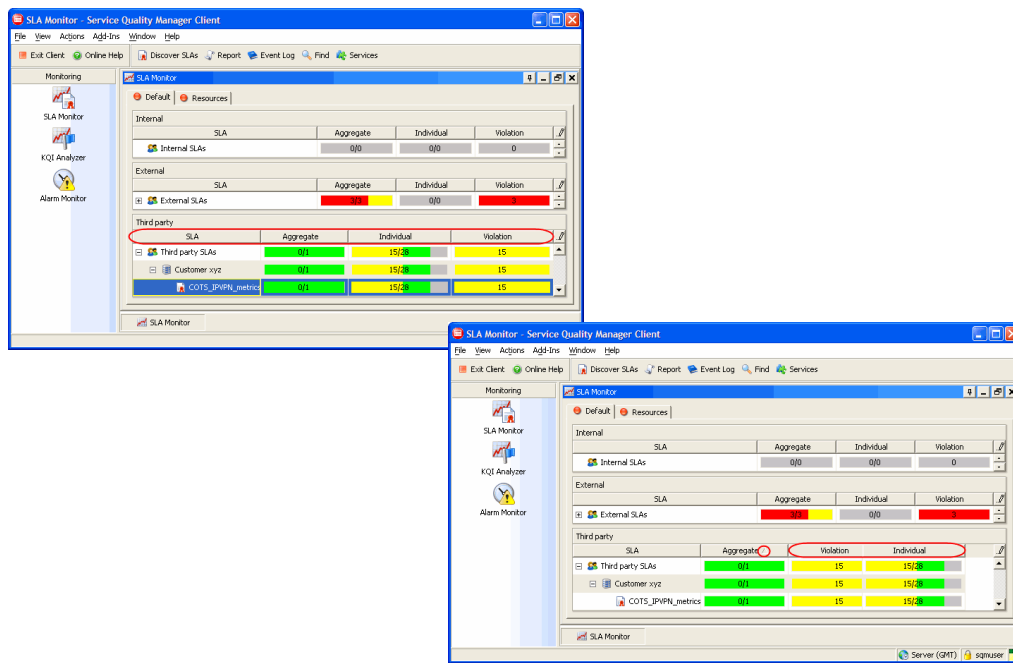 SLA Monitor - Service Quality Manager Client
File View Actions Add-Ins Window Help
Exit Client Online Help Discover SLAs Report Event Log Find Services
Monitoring
SLA Monitor
KQI Analyzer
Alarm Monitor
SLA Monitor
Default Resources
Internal
SLA Aggregate Individual Violation
Internal SLAs 0/0 0/0 0
External
SLA Aggregate Individual Violation
External SLAs 3/3 0/0 3
Third party
SLA Aggregate Individual Violation
Third party SLAs 0/1 15/28 15
Customer xyz 0/1 15/28 15
COTS_IPVPN_metrics 0/1 15/28 15
SLA Monitor
SLA Monitor - Service Quality Manager Client
File View Actions Add-Ins Window Help
Exit Client Online Help Discover SLAs Report Event Log Find Services
Monitoring
SLA Monitor
KQI Analyzer
Alarm Monitor
SLA Monitor
Default Resources
Internal
SLA Aggregate Individual Violation
Internal SLAs 0/0 0/0 0
External
SLA Aggregate Individual Violation
External SLAs 3/3 0/0 3
Third party
SLA Aggregate Violation Individual
Third party SLAs 0/1 15 15/28
Customer xyz 0/1 15 15/28
COTS_IPVPN_metrics 0/1 15 15/28
SLA Monitor
Server (GMT) sqmuser